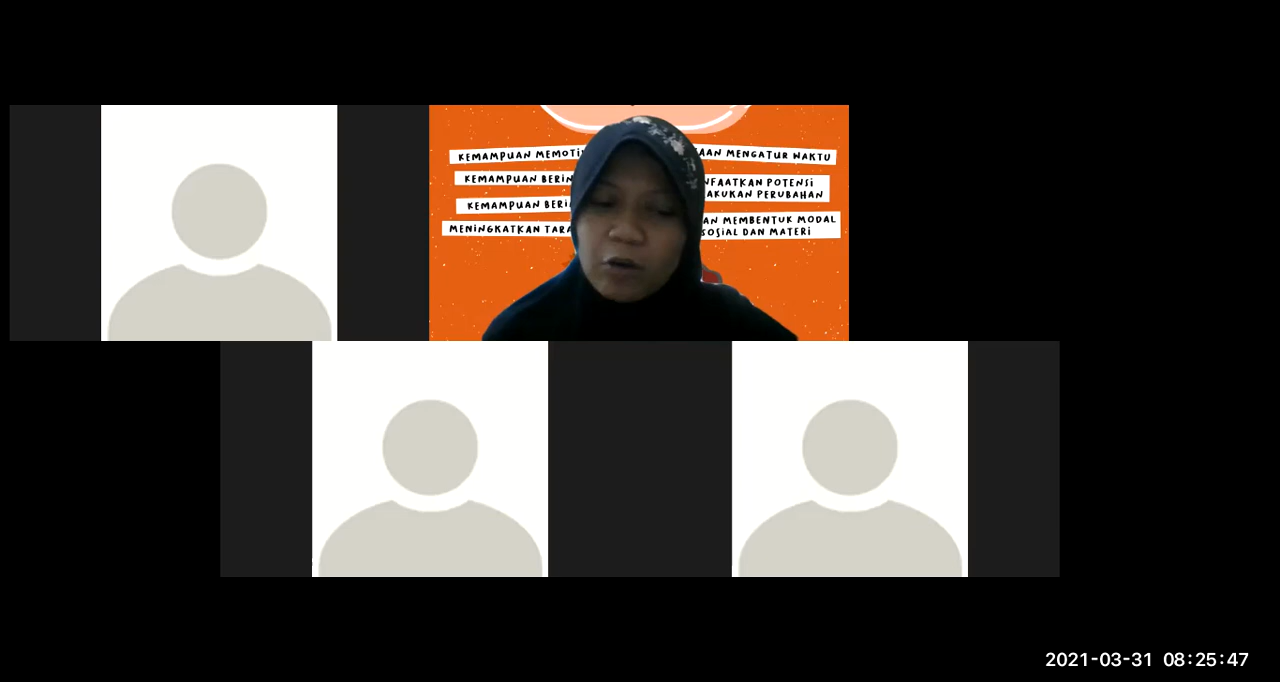 KEMAMPUAN MEMOTI
AAN MENGATUR WAKTU
KEMAMPUAN BERIN
NFAATKAN POTENSI
AKUKAN PERUBAHAN
KEMAMPUAN BERI
MENINGKATKAN TARA
AN MEMBENTUK MODAL
SOSIAL DAN MATERI
2021-03-31 08:25:47